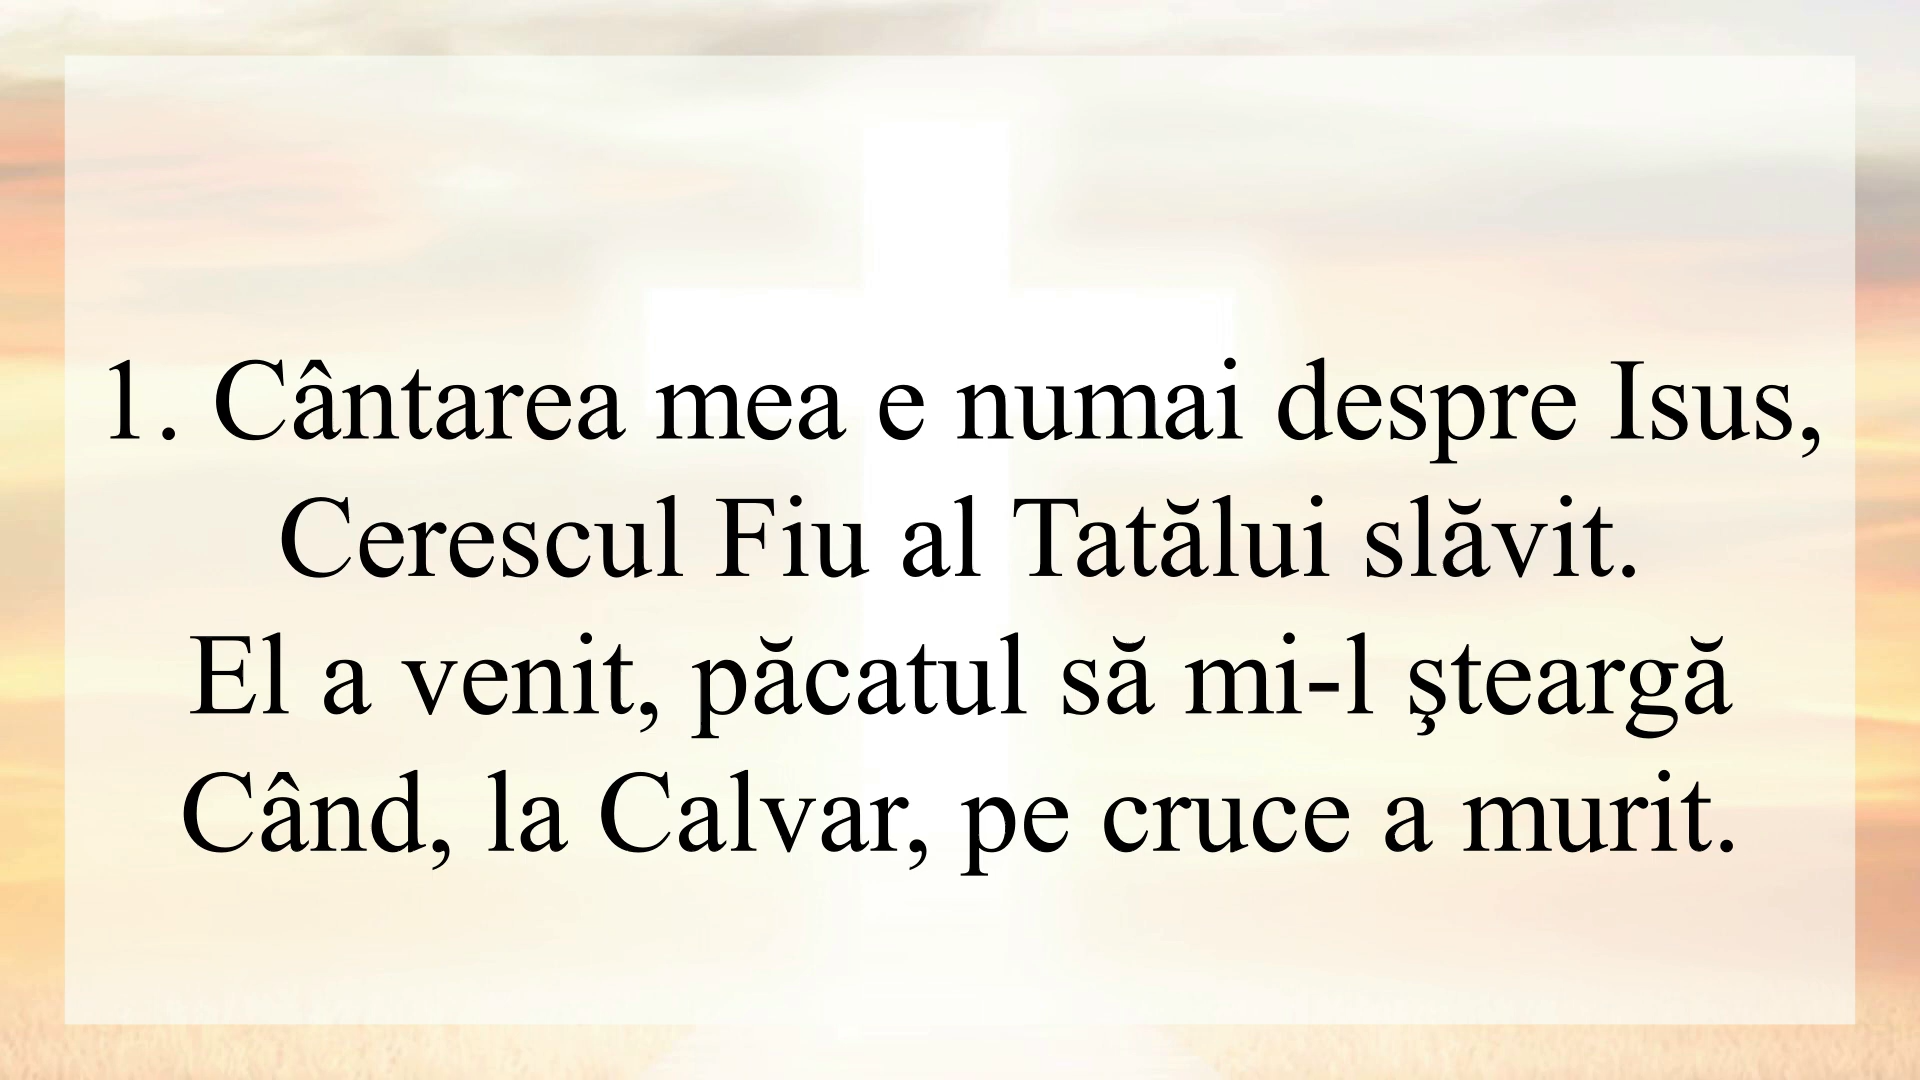 1. Cântarea mea e numai despre Isus,
Cerescul Fiu al Tatălui slăvit.
El a venit, păcatul să mi-l şteargă
Când, la Calvar, pe cruce a murit.